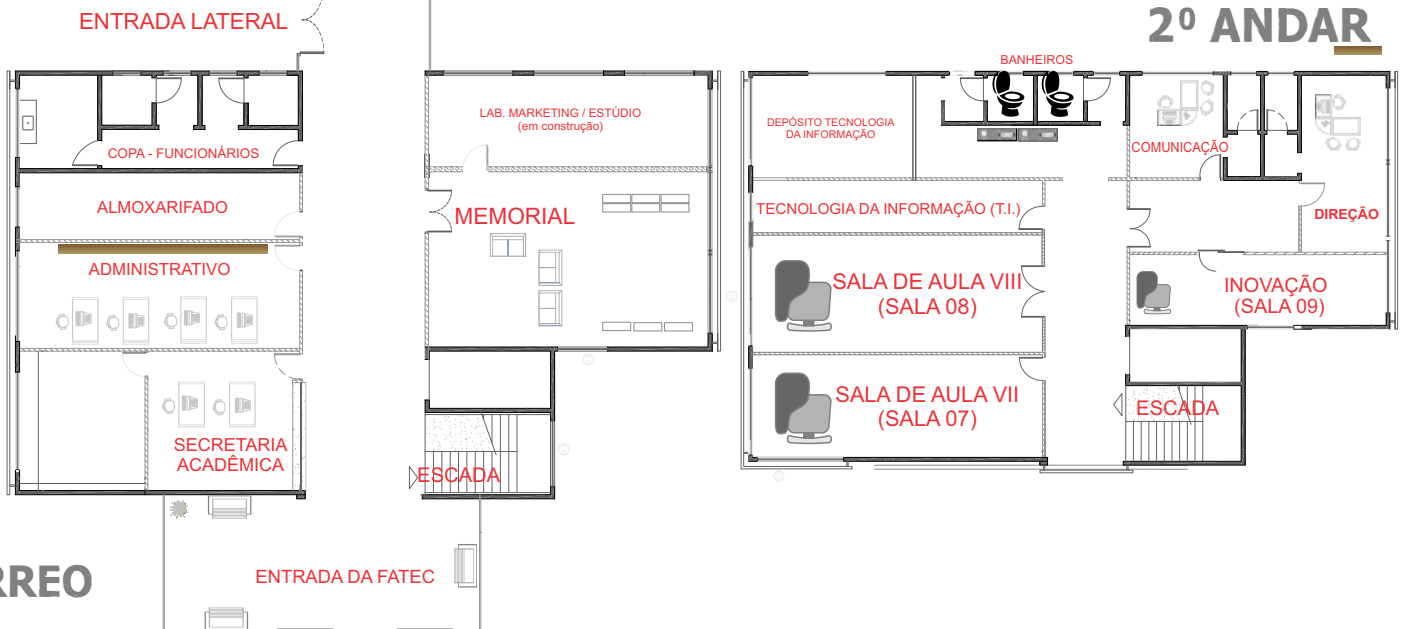 ENTRADA LATERAL
COPA - FUNCIONÁRIOS
ALMOXARIFADO
ADMINISTRATIVO
SECRETARIA
ACADÊMICA
LAB. MARKETING / ESTÚDIO
(em construção)
MEMORIAL
ESCADA
ENTRADA DA FATEC
RREO
2º ANDAR
BANHEIROS
DEPÓSITO TECNOLOGIA
DA INFORMAÇÃO
COMUNICAÇÃO
TECNOLOGIA DA INFORMAÇÃO (T.I.)
DIREÇÃO
SALA DE AULA VIII
(SALA 08)
INOVAÇÃO
(SALA 09)
SALA DE AULA VII
(SALA 07)
ESCADA